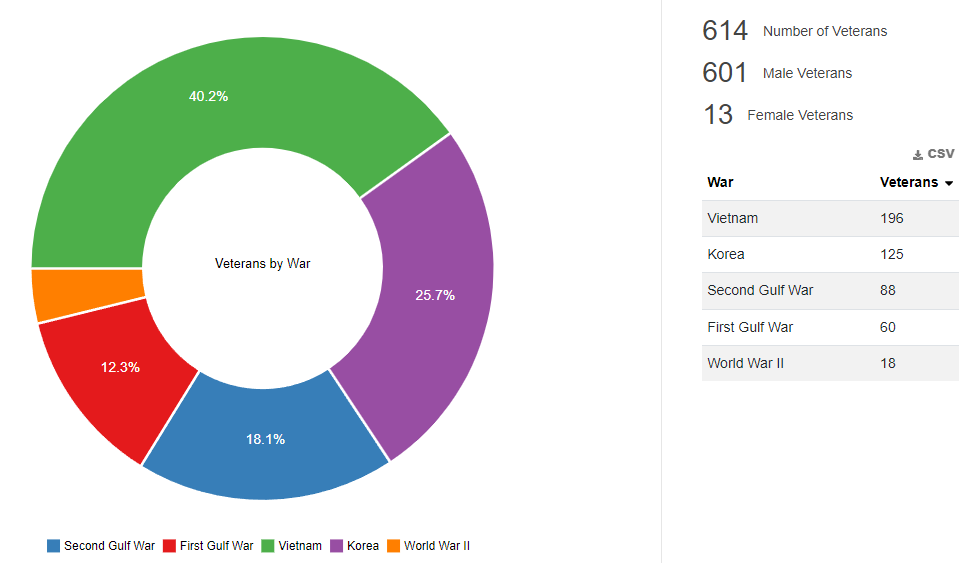 40.2%
25.7%
Veterans by War
12.3%
18.1%
Second Gulf War First Gulf War Vietnam Korea World War II
614 Number of Veterans
601 Male Veterans
13 Female Veterans
CSV
War Veterans
Vietnam 196
Korea 125
Second Gulf War 88
First Gulf War 60
World War II 18